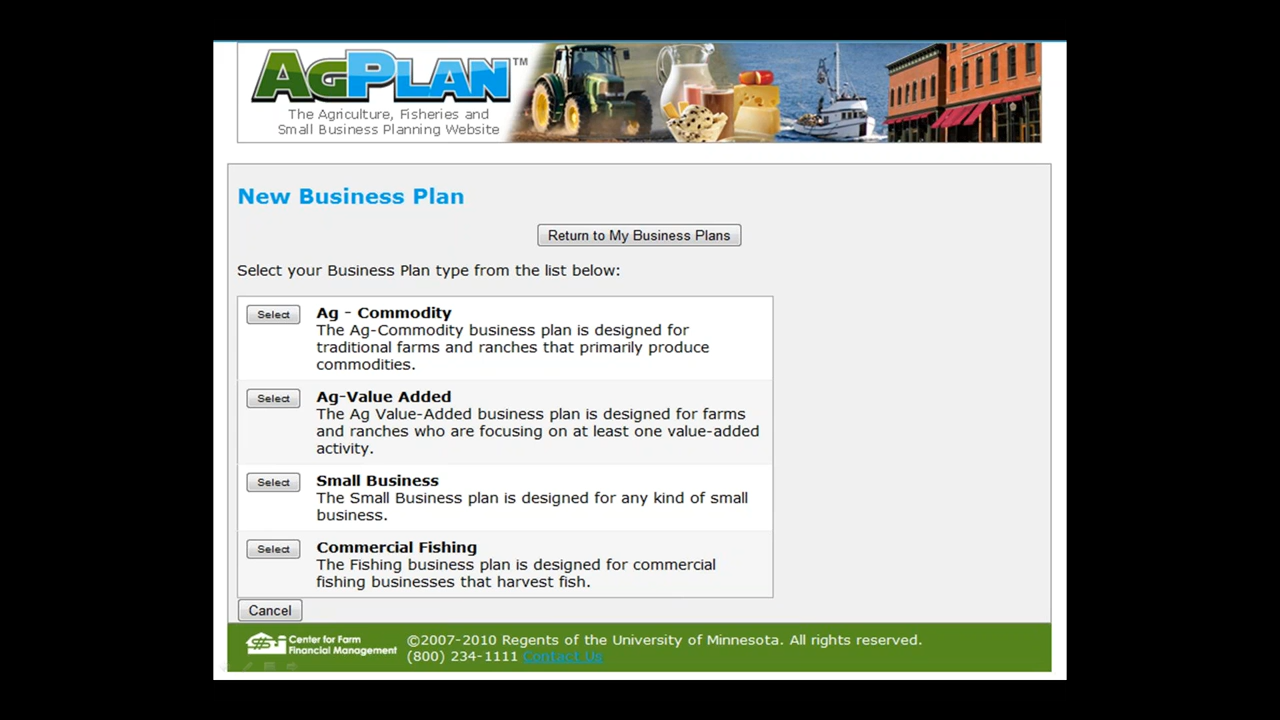 AGPLAN™
The Agriculture, Fisheries and
Small Business Planning Website
New Business Plan
Return to My Business Plans
Select your Business Plan type from the list below:
Select
Ag - Commodity
The Ag-Commodity business plan is designed for
traditional farms and ranches that primarily produce
commodities.
Select
Ag-Value Added
The Ag Value-Added business plan is designed for farms
and ranches who are focusing on at least one value-added
activity.
Select
Small Business
The Small Business plan is designed for any kind of small
business.
Select
Commercial Fishing
The Fishing business plan is designed for commercial
fishing businesses that harvest fish.
Cancel
Center for Farm
Financial Management
©2007-2010 Regents of the University of Minnesota. All rights reserved.
(800) 234-1111 Contact Us